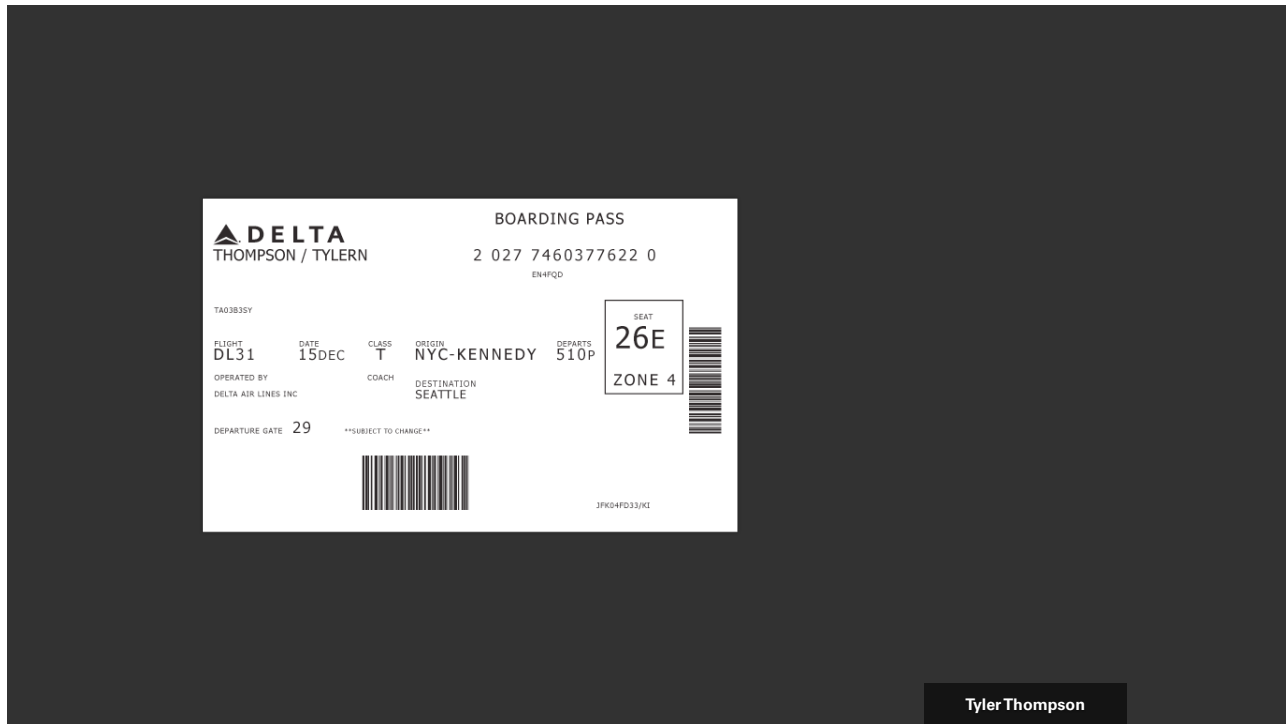 BOARDING PASS
DELTA
THOMPSON / TYLERN
2 027 7460377622 0
EN4FQD
TA03B3SY
SEAT
26E
ZONE 4
FLIGHT DATE CLASS ORIGIN DEPARTS
DL31 15DEC T NYC-KENNEDY 510P
OPERATED BY COACH DESTINATION
DELTA AIR LINES INC SEATTLE
DEPARTURE GATE 29 **SUBJECT TO CHANGE**
JFK04FD33/KI
Tyler Thompson